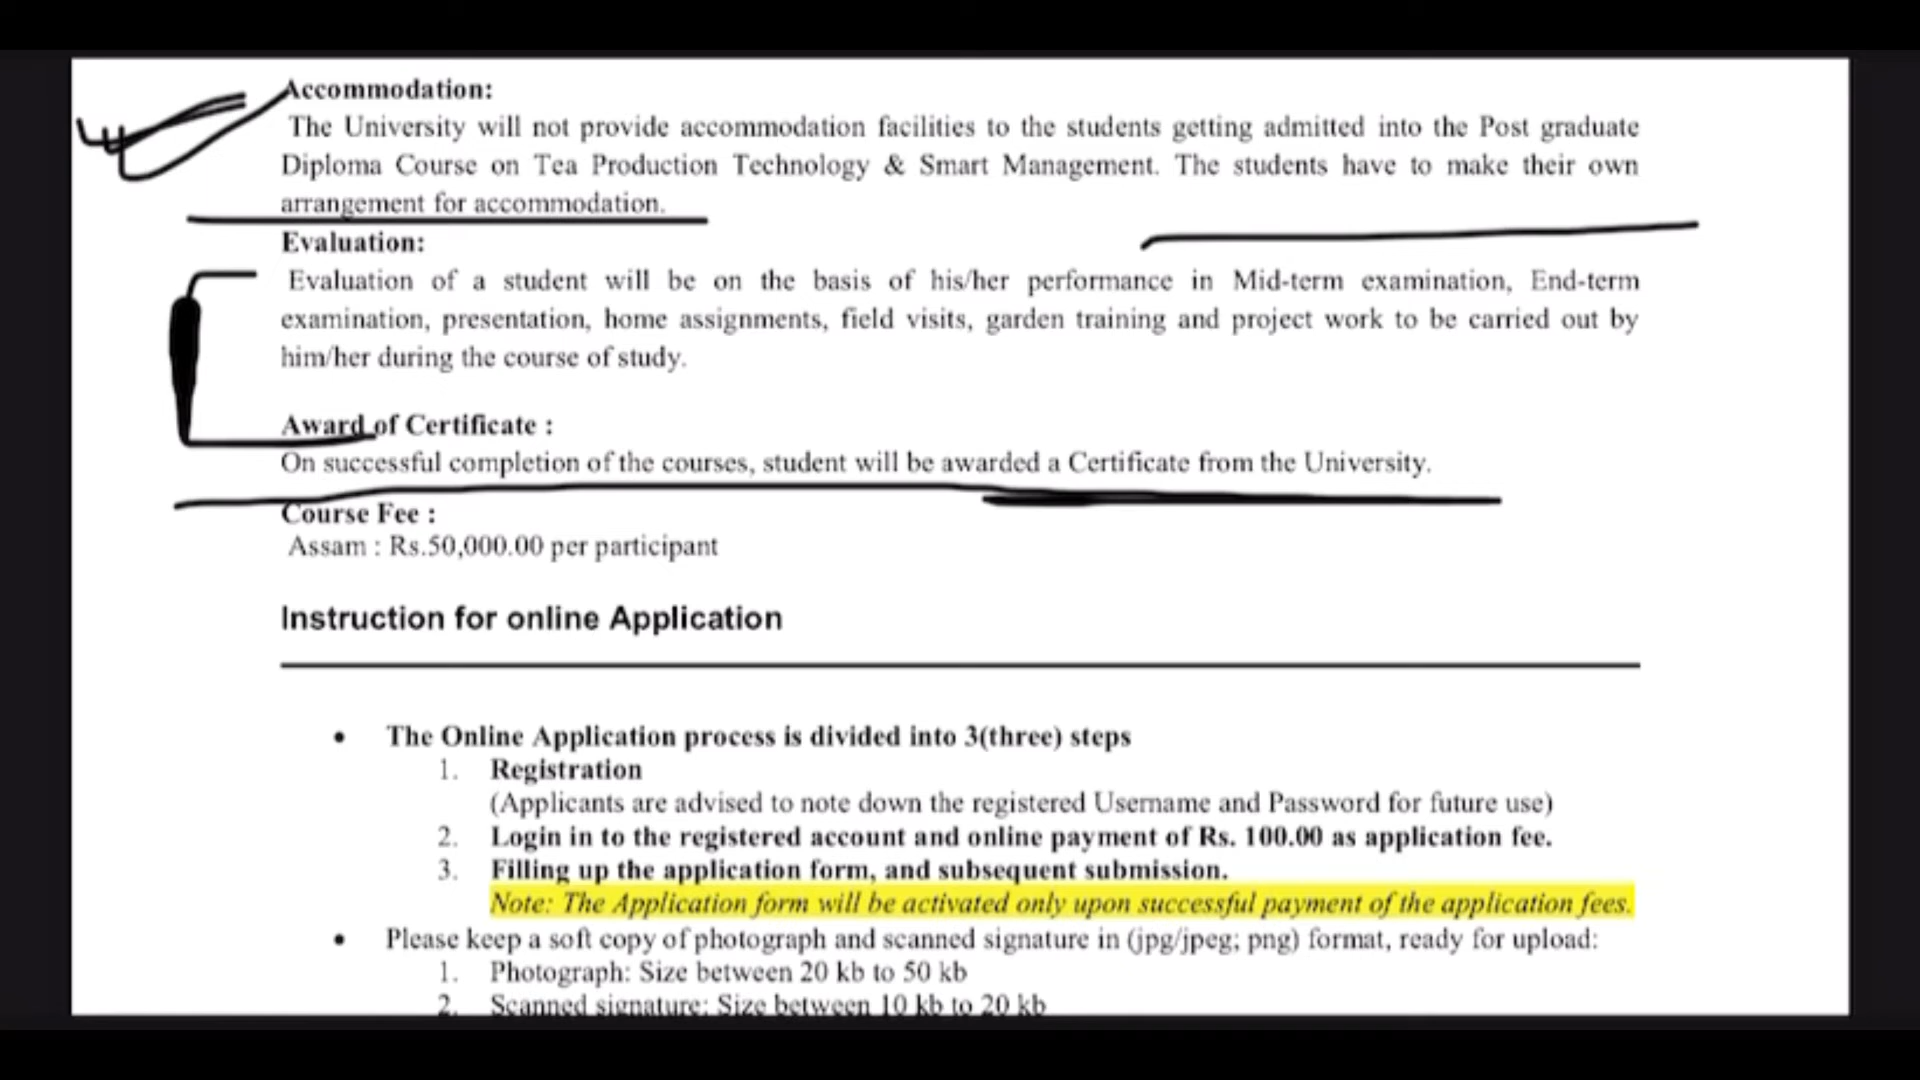 Accommodation:
The University will not provide accommodation facilities to the students getting admitted into the Post graduate
Diploma Course on Tea Production Technology & Smart Management. The students have to make their own
arrangement for accommodation.
Evaluation:
Evaluation of a student will be on the basis of his/her performance in Mid-term examination, End-term
examination, presentation, home assignments, field visits, garden training and project work to be carried out by
him/her during the course of study.
Award of Certificate :
On successful completion of the courses, student will be awarded a Certificate from the University.
Course Fee :
Assam : Rs.50,000.00 per participant
Instruction for online Application
• The Online Application process is divided into 3(three) steps
1. Registration
(Applicants are advised to note down the registered Username and Password for future use)
2. Login in to the registered account and online payment of Rs. 100.00 as application fee.
3. Filling up the application form, and subsequent submission.
Note: The Application form will be activated only upon successful payment of the application fees.
• Please keep a soft copy of photograph and scanned signature in (jpg/jpeg; png) format, ready for upload:
1. Photograph: Size between 20 kb to 50 kb
2. Scanned signature: Size between 10 kb to 20 kb